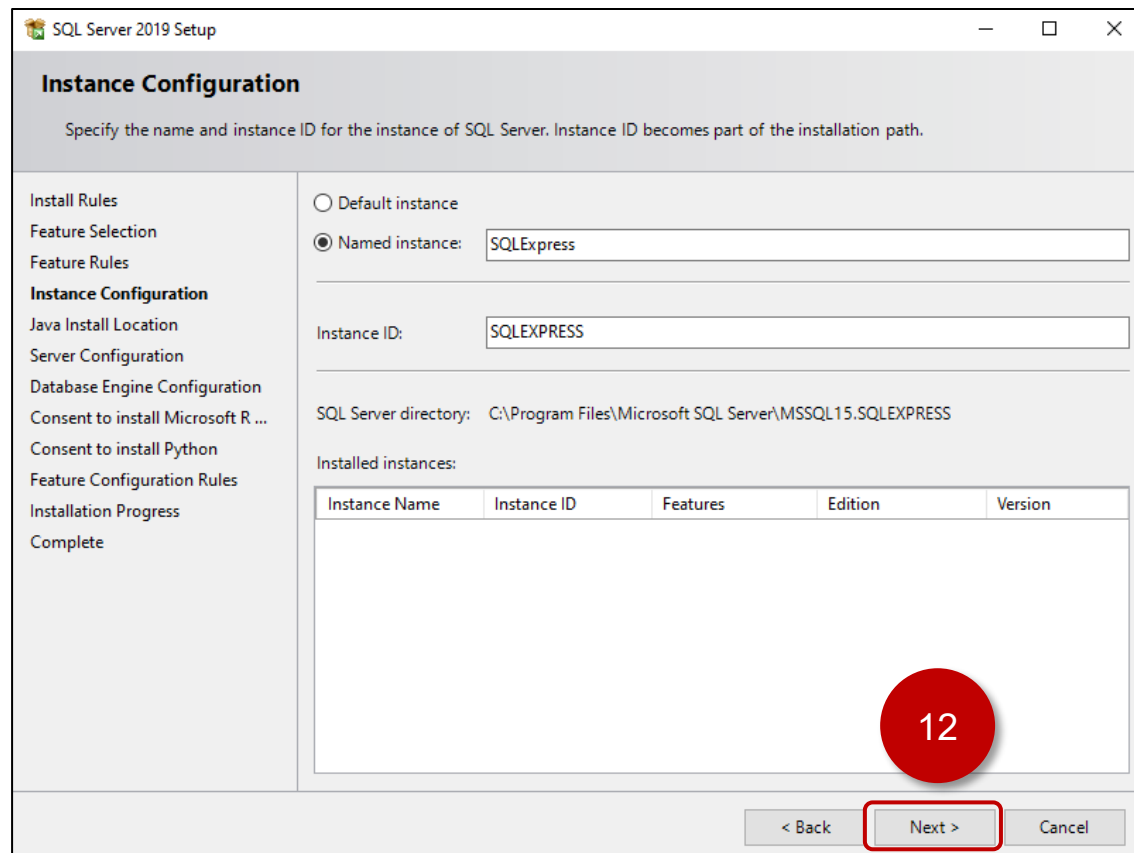 SQL Server 2019 Setup
Instance Configuration
Specify the name and instance ID for the instance of SQL Server. Instance ID becomes part of the installation path.
Install Rules
Feature Selection
Feature Rules
Instance Configuration
Java Install Location
Server Configuration
Database Engine Configuration
Consent to install Microsoft R ...
Consent to install Python
Feature Configuration Rules
Installation Progress
Complete
Default instance
Named instance: SQLExpress
Instance ID: SQLEXPRESS
SQL Server directory: C:\Program Files\Microsoft SQL Server\MSSQL15.SQLEXPRESS
Installed instances:
Instance Name Instance ID Features Edition Version
12
< Back Next > Cancel